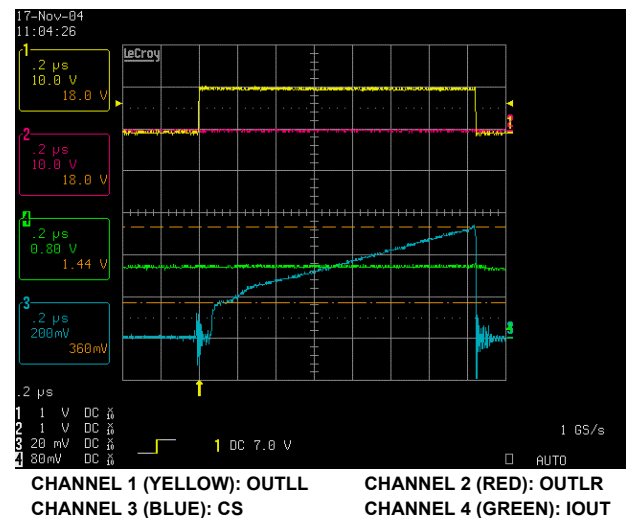 17-Nov-04
11:04:26
LeCroy
1
.2 µs
10.0 V
18.0 V
1
2
.2 µs
10.0 V
18.0 V
4
.2 µs
0.80 V
1.44 V
3
.2 µs
200mV
360mV
.2 µs
1 1 V DC
2 1 V DC
3 20 mV DC
4 80mV DC
1 DC 7.0 V
1 GS/s
AUTO
CHANNEL 1 (YELLOW): OUTLL CHANNEL 2 (RED): OUTLR
CHANNEL 3 (BLUE): CS CHANNEL 4 (GREEN): IOUT